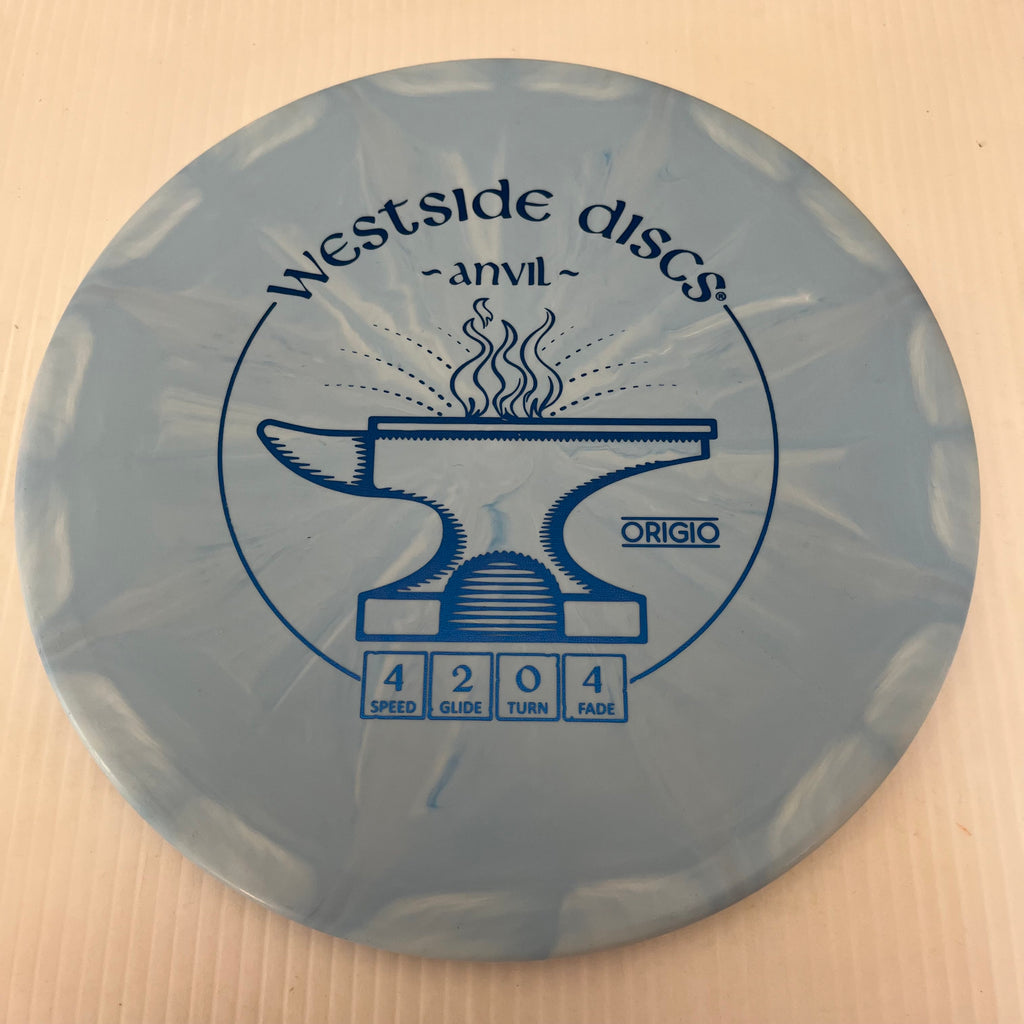 Westside Discs®
~ Anvil ~
ORIGIO
4 2 0 4
SPEED GLIDE TURN FADE